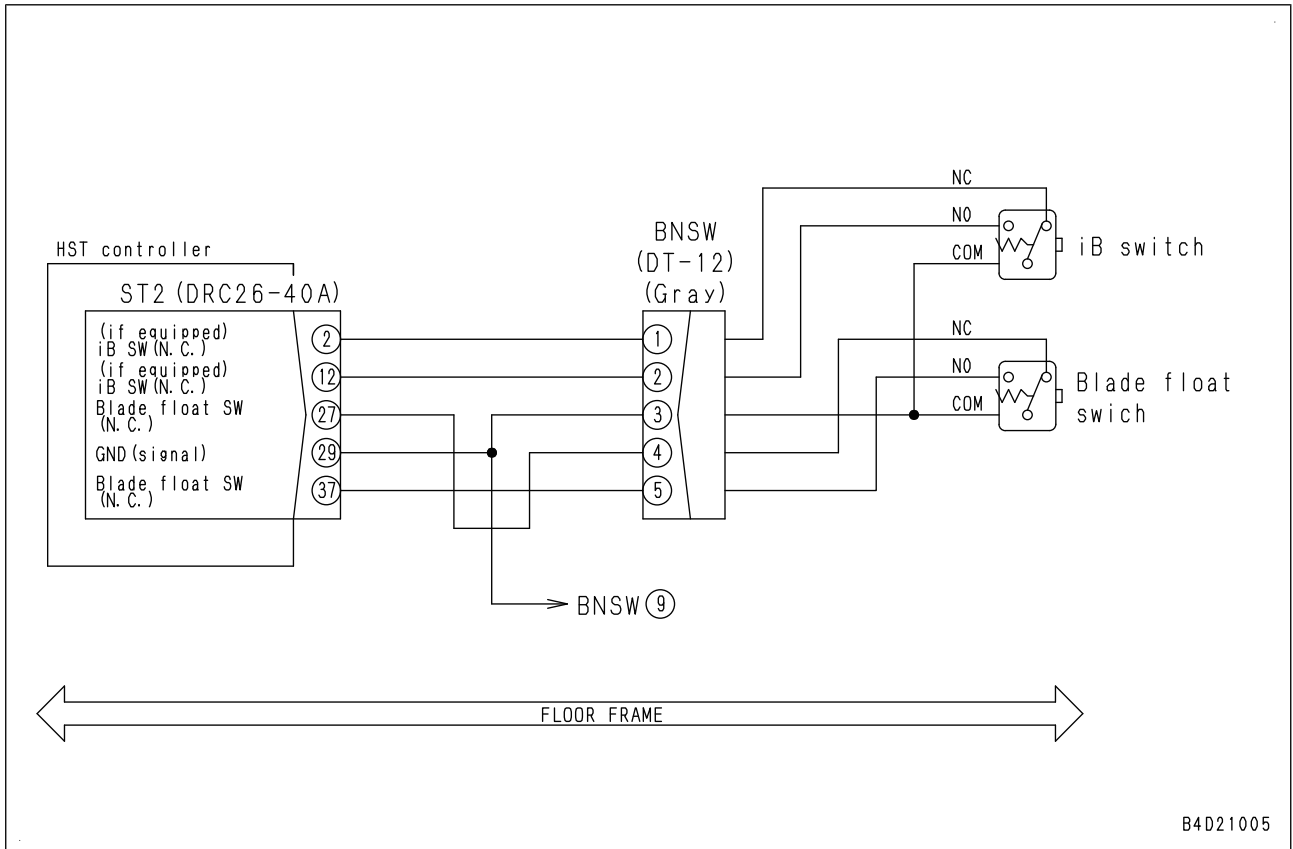 HST controller
ST2 (DRC26-40A)
(if equipped)
iB SW(N.C.)
(if equipped)
iB SW(N.C.)
Blade float SW
(N.C.)
GND(signal)
Blade float SW
(N.C.)
2
12
27
29
37
BNSW
(DT-12)
(Gray)
1
2
3
4
5
NC
NO
COM
iB switch
NC
NO
COM
Blade float
swich
BNSW 9
FLOOR FRAME
B4D21005